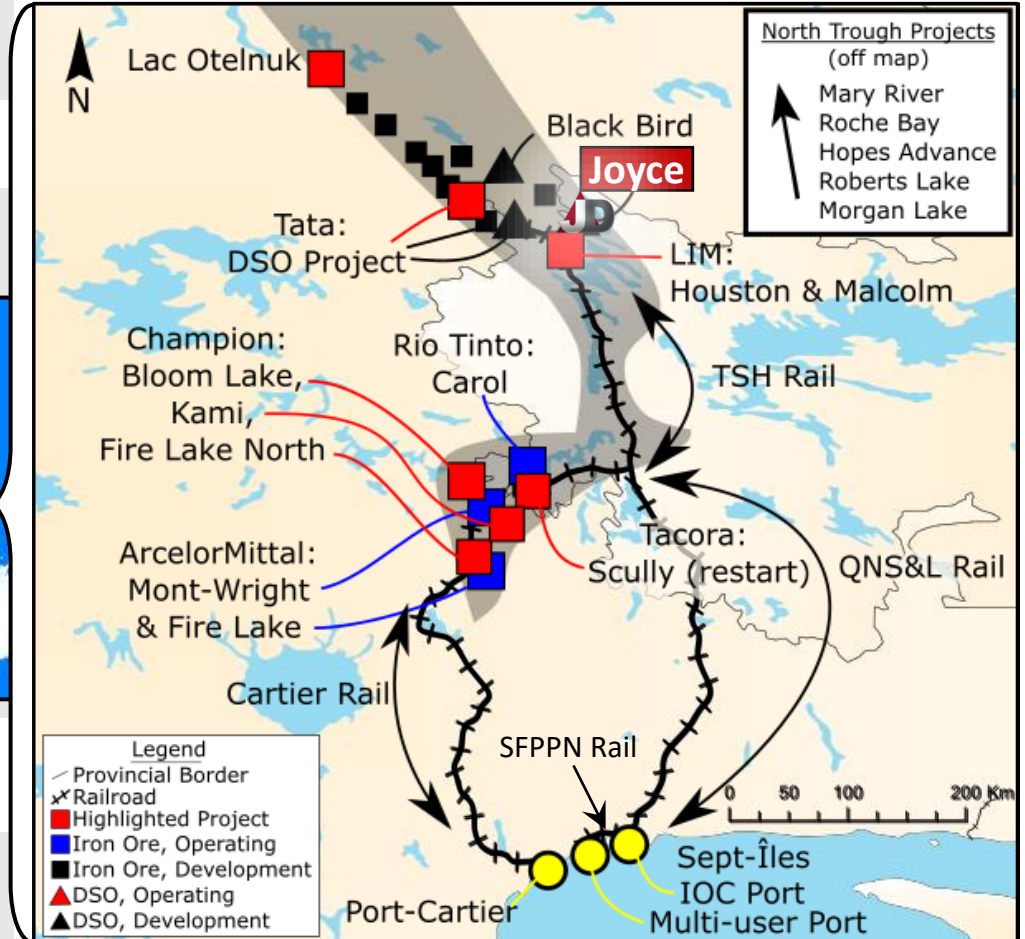 North Trough Projects
(off map)
Mary River
Roche Bay
Hopes Advance
Roberts Lake
Morgan Lake
N
Lac Otelnuk
Black Bird
Joyce
JD
Tata:
DSO Project
LIM:
Houston & Malcolm
Champion:
Bloom Lake,
Kami,
Fire Lake North
Rio Tinto:
Carol
TSH Rail
ArcelorMittal:
Mont-Wright
& Fire Lake
Tacora:
Scully (restart)
QNS&L Rail
Cartier Rail
SFPPN Rail
0 50 100 200 Km
Legend
Provincial Border
Railroad
Highlighted Project
Iron Ore, Operating
Iron Ore, Development
DSO, Operating
DSO, Development
Port-Cartier
Sept-Îles
IOC Port
Multi-user Port